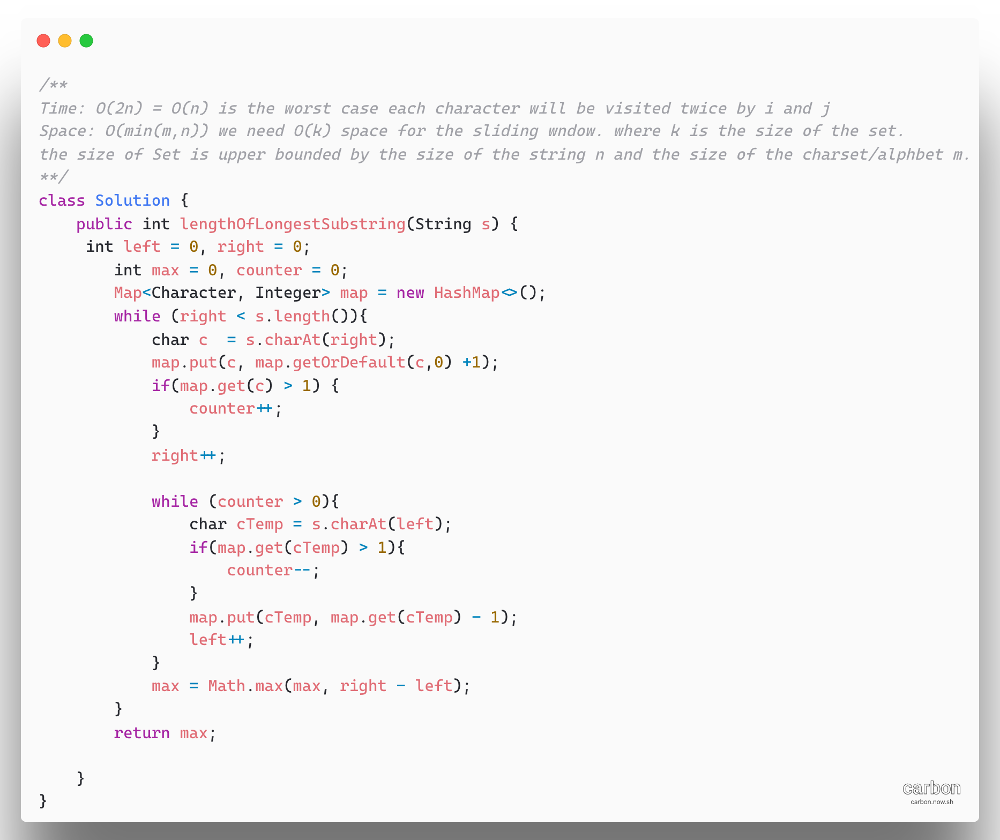 /**
Time: O(2n) = O(n) is the worst case each character will be visited twice by i and j
Space: O(min(m,n)) we need O(k) space for the sliding wndow. where k is the size of the set.
the size of Set is upper bounded by the size of the string n and the size of the charset/alphbet m.
**/
class Solution {
    public int lengthOfLongestSubstring(String s) {
     int left = 0, right = 0;
        int max = 0, counter = 0;
        Map<Character, Integer> map = new HashMap<>();
        while (right < s.length()){
            char c  = s.charAt(right);
            map.put(c, map.getOrDefault(c,0) +1);
            if(map.get(c) > 1) {
                counter++;
            }
            right++;

            while (counter > 0){
                char cTemp = s.charAt(left);
                if(map.get(cTemp) > 1){
                    counter--;
                }
                map.put(cTemp, map.get(cTemp) - 1);
                left++;
            }
            max = Math.max(max, right - left);
        }
        return max;

    }
}
carbon
carbon.now.sh